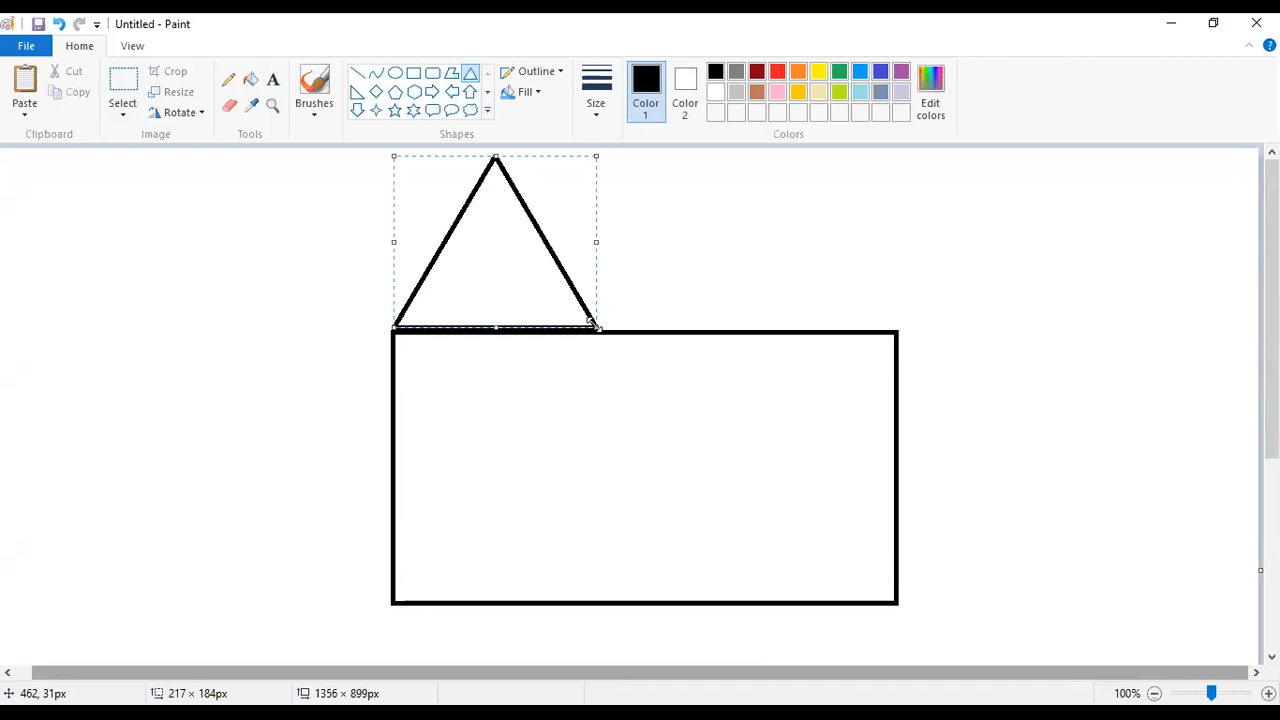 Untitled - Paint
File Home View
Paste
Cut
Copy
Clipboard
Select
Crop
Resize
Rotate
Image
A
Tools
Brushes
Shapes
Outline
Fill
Size
Color 1
Color 2
Edit colors
Colors
462, 31px 217 × 184px 1356 × 899px 100%